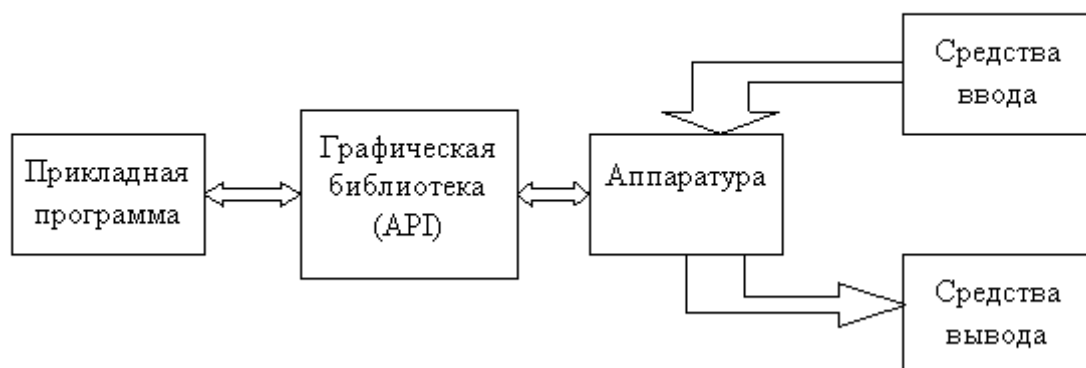 Прикладная
программа
Графическая
библиотека
(API)
Аппаратура
Средства
ввода
Средства
вывода